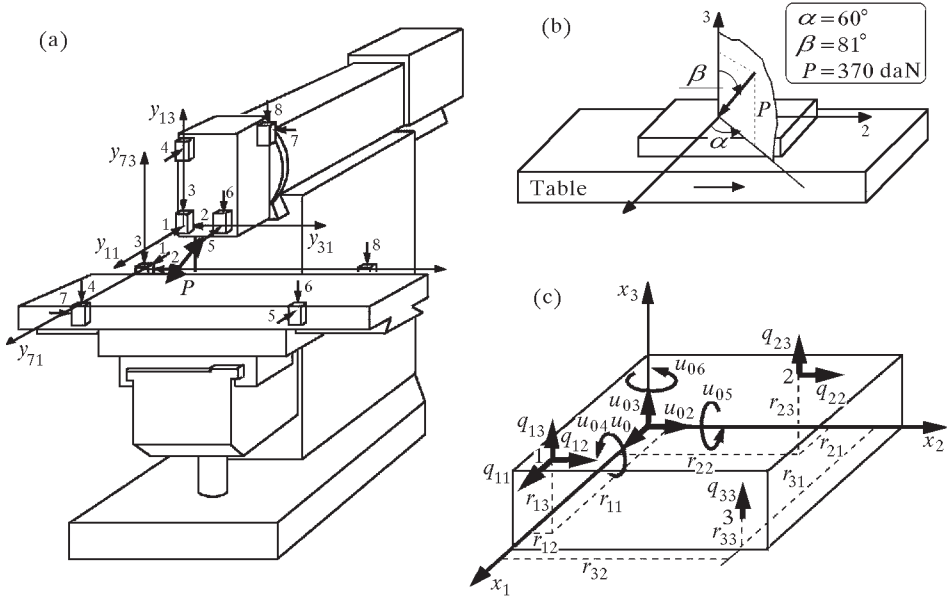 (a)
8
y13
7
4
y73
3
6
2
1
5
y31
y11
3
1
2
8
P
4
6
7
5
y71
(b)
3
α = 60°
β = 81°
P = 370 daN
β
P
2
α
Table
(c)
x3
q23
u06
2
q22
u05
u03
u02
r23
q13
u04
u0
q12
x2
1
r22
r21
q11
r31
r13
r11
q33
3
r33
r12
r32
x1